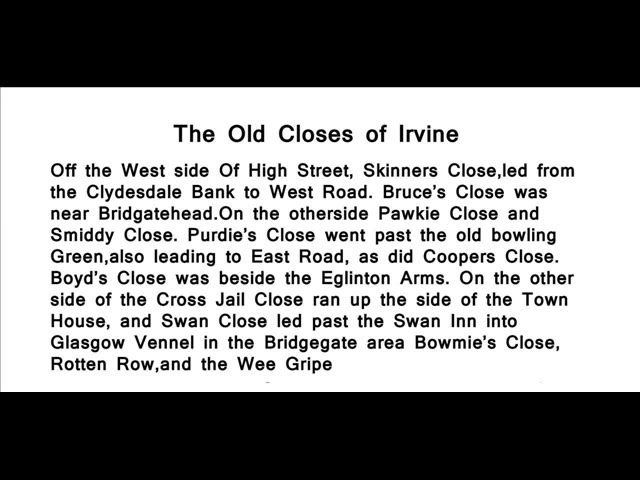 The Old Closes of Irvine
Off the West side Of High Street, Skinners Close,led from
the Clydesdale Bank to West Road. Bruce's Close was
near Bridgatehead.On the otherside Pawkie Close and
Smiddy Close. Purdie's Close went past the old bowling
Green,also leading to East Road, as did Coopers Close.
Boyd's Close was beside the Eglinton Arms. On the other
side of the Cross Jail Close ran up the side of the Town
House, and Swan Close led past the Swan Inn into
Glasgow Vennel in the Bridgegate area Bowmie's Close,
Rotten Row,and the Wee Gripe